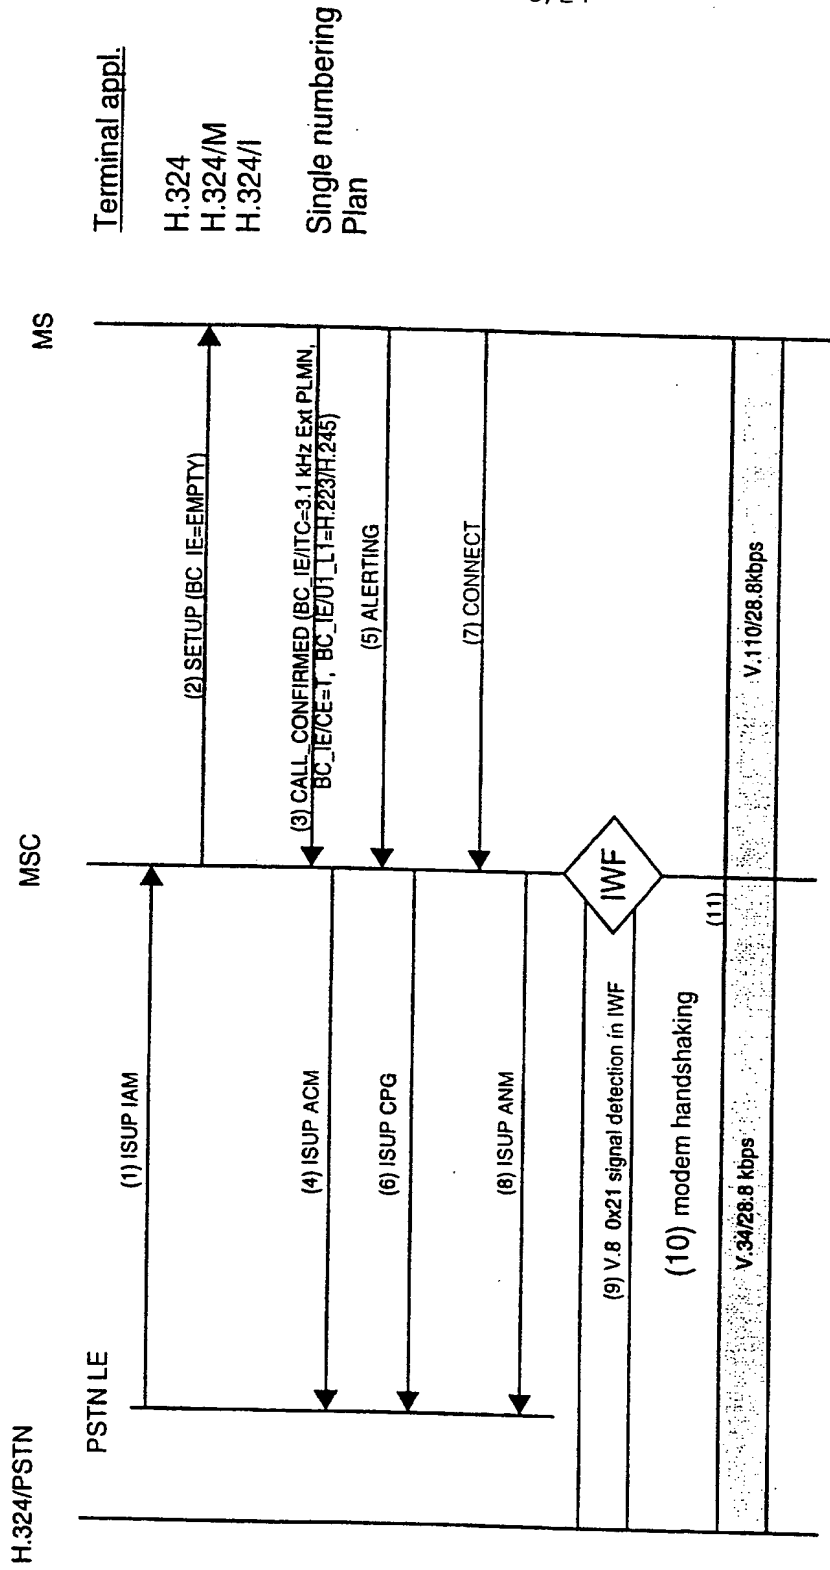 H.324/PSTN
PSTN LE
MSC
MS
Terminal appl.
H.324
H.324/M
H.324/I
Single numbering
Plan
(1) ISUP IAM
(2) SETUP (BC_IE=EMPTY)
(3) CALL_CONFIRMED (BC_IE/ITC=3.1 kHz Ext PLMN,
BC_IE/CE=T, BC_IE/U1_L1=H.223/H.245)
(4) ISUP ACM
(5) ALERTING
(6) ISUP CPG
(7) CONNECT
(8) ISUP ANM
IWF
(9) V.8 0x21 signal detection in IWF
(10) modem handshaking
(11)
V.34/28.8 kbps
V.110/28.8kbps